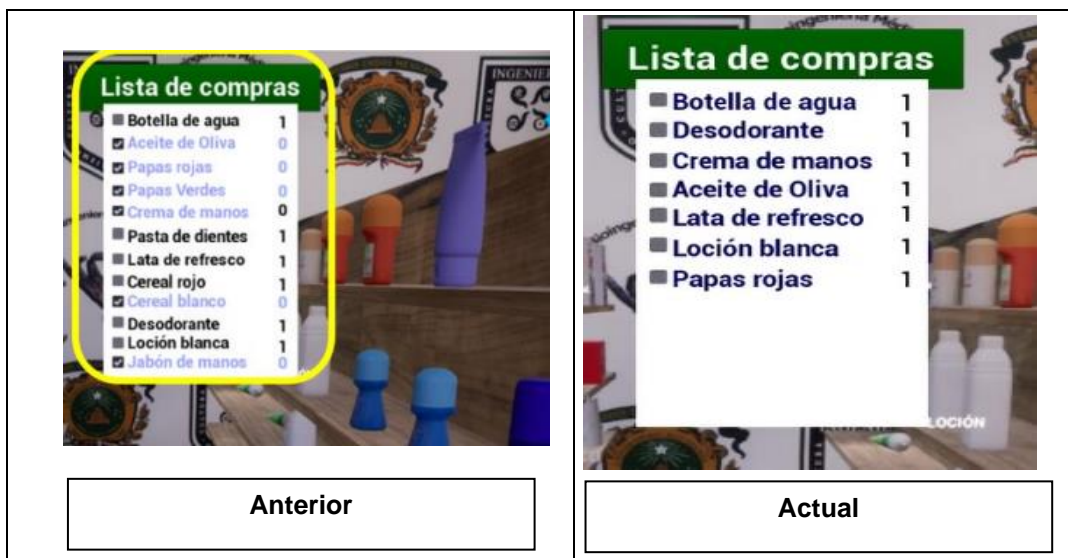 Lista de compras
Botella de agua 1
Aceite de Oliva 0
Papas rojas 0
Papas Verdes 0
Crema de manos 0
Pasta de dientes 1
Lata de refresco 1
Cereal rojo 1
Cereal blanco 0
Desodorante 1
Loción blanca 1
Jabón de manos 0
INGENIER
Anterior
Lista de compras
Botella de agua 1
Desodorante 1
Crema de manos 1
Aceite de Oliva 1
Lata de refresco 1
Loción blanca 1
Papas rojas 1
LOCIÓN
Actual